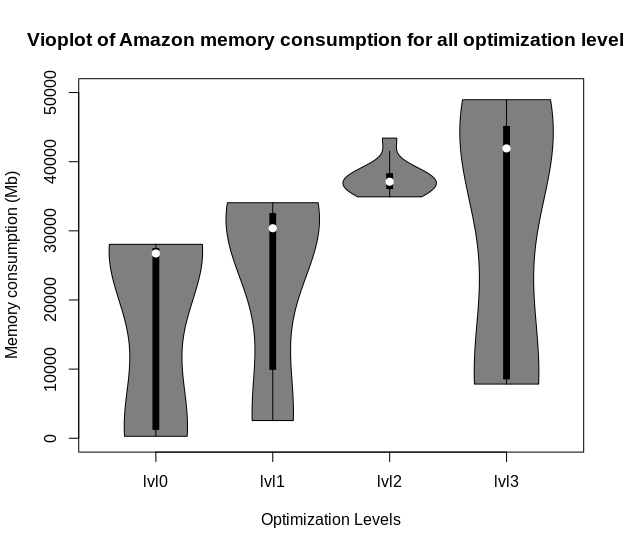 Vioplot of Amazon memory consumption for all optimization level
50000
40000
30000
20000
10000
0
Memory consumption (Mb)
lvl0 lvl1 lvl2 lvl3
Optimization Levels